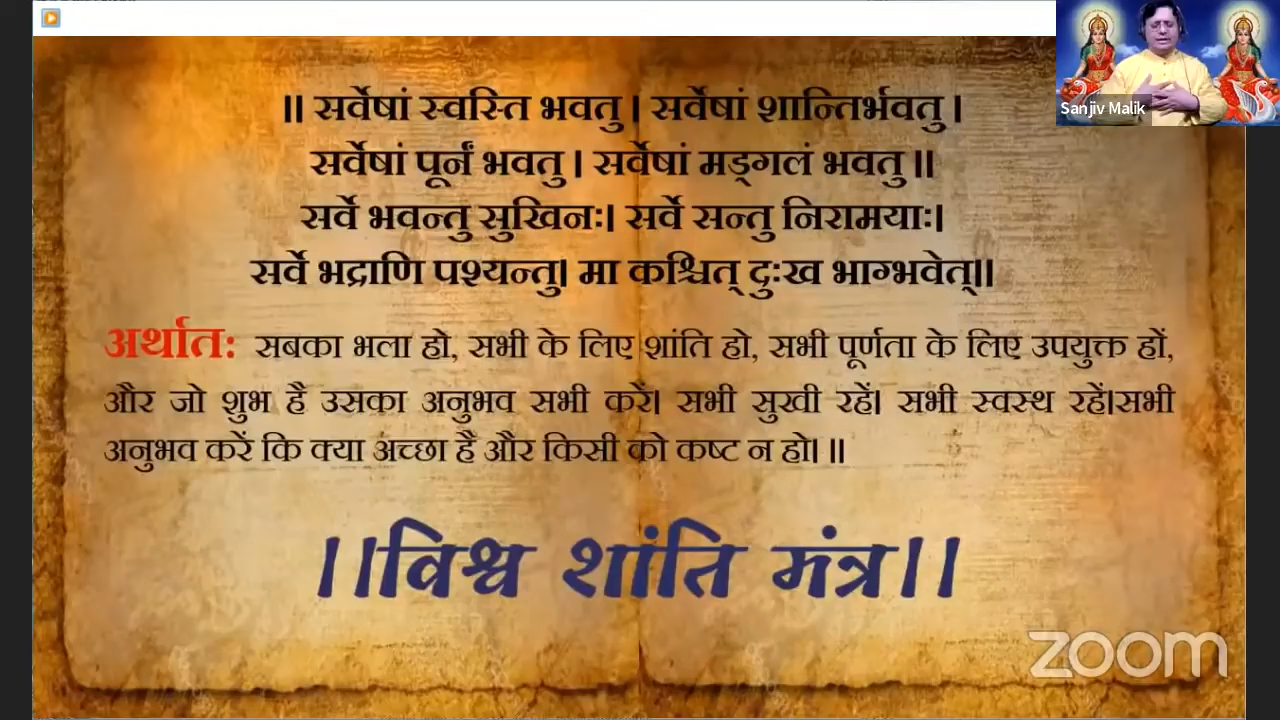 ॥ सर्वेषां स्वस्ति भवतु । सर्वेषां शान्तिर्भवतु ।
सर्वेषां पूर्नं भवतु । सर्वेषां मड्गलं भवतु ॥
सर्वे भवन्तु सुखिनः। सर्वे सन्तु निरामयाः।
सर्वे भद्राणि पश्यन्तु। मा कश्चित् दुःख भाग्भवेत्॥
अर्थात: सबका भला हो, सभी के लिए शांति हो, सभी पूर्णता के लिए उपयुक्त हों,
और जो शुभ है उसका अनुभव सभी करें। सभी सुखी रहें। सभी स्वस्थ रहें।सभी
अनुभव करें कि क्या अच्छा है और किसी को कष्ट न हो। ॥
।।विश्व शांति मंत्र।।
Sanjiv Malik
zoom